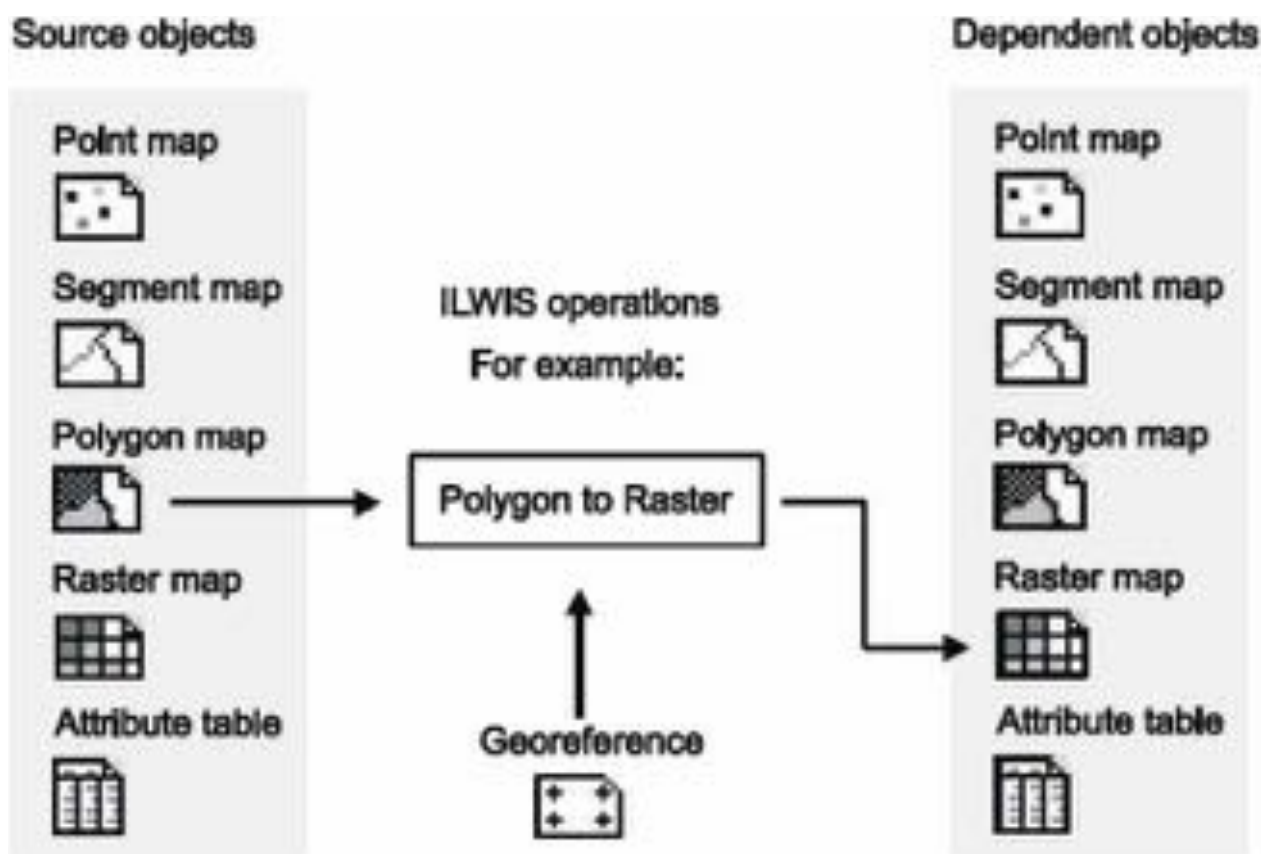 Source objects
Point map
Segment map
Polygon map
Raster map
Attribute table
ILWIS operations
For example:
Polygon to Raster
Georeference
Dependent objects
Point map
Segment map
Polygon map
Raster map
Attribute table